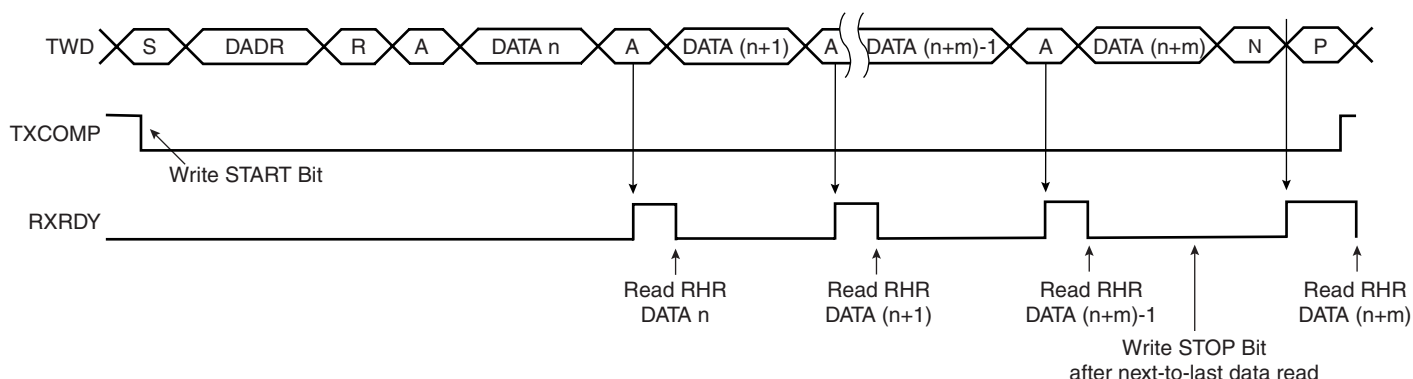 TWD S DADR R A DATA n A DATA (n+1) A DATA (n+m)-1 A DATA (n+m) N P
TXCOMP
Write START Bit
RXRDY
Read RHR
DATA n
Read RHR
DATA (n+1)
Read RHR
DATA (n+m)-1
Read RHR
DATA (n+m)
Write STOP Bit
after next-to-last data read